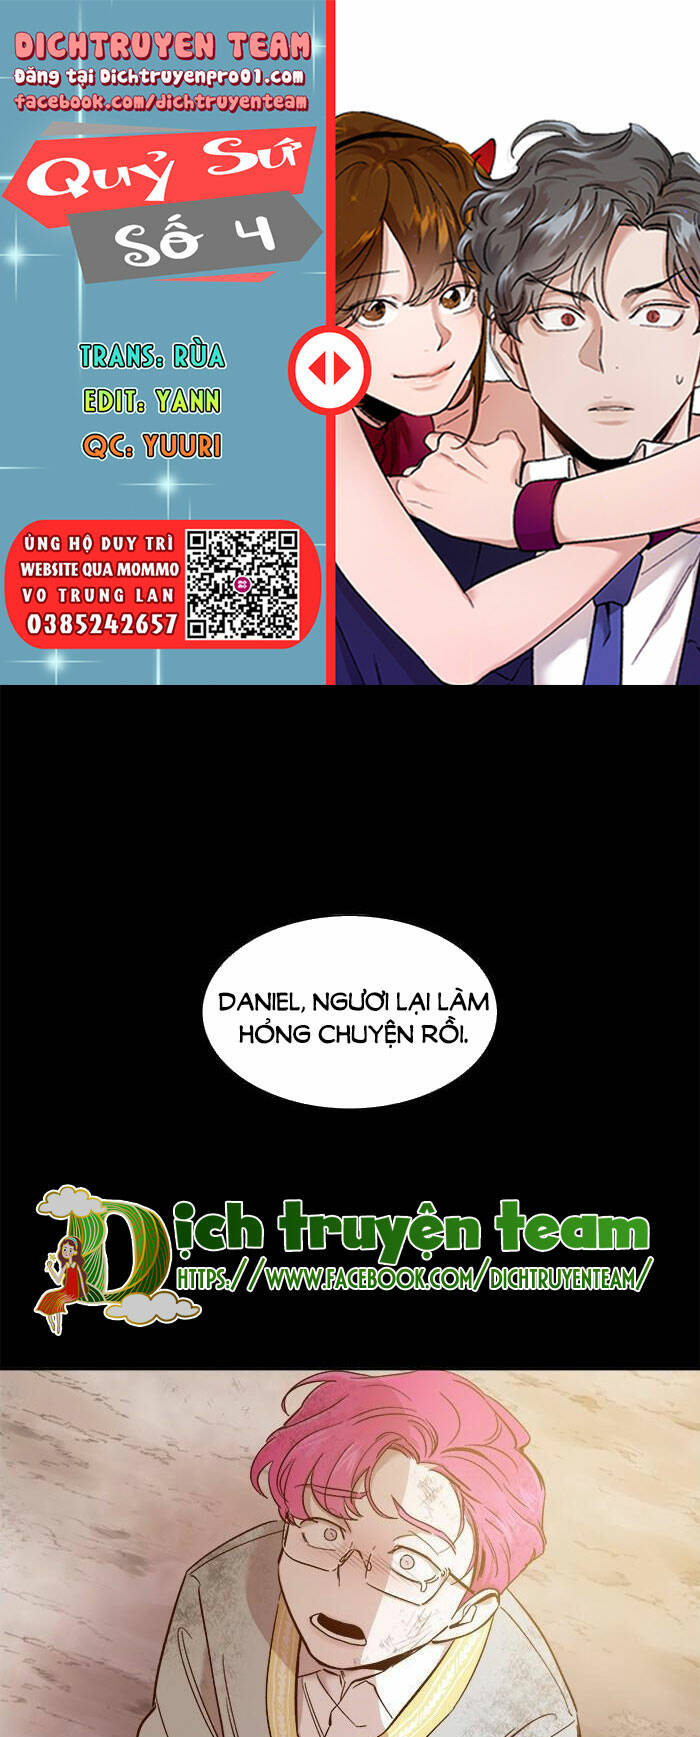 DICHTRUYEN TEAM
Đăng tại Dichtruyenpro01.com
facebook.com/dichtruyenteam
Quỷ Sứ
Số 4
TRANS: RÙA
EDIT: YANN
QC: YUURI
ỦNG HỘ DUY TRÌ
WEBSITE QUA MOMMO
VO TRUNG LAN
0385242657
DANIEL, NGƯƠI LẠI LÀM
HỎNG CHUYỆN RỒI.
Dịch truyện team
HTTPS://WWW.FACEBOOK.COM/DICHTRUYENTEAM/